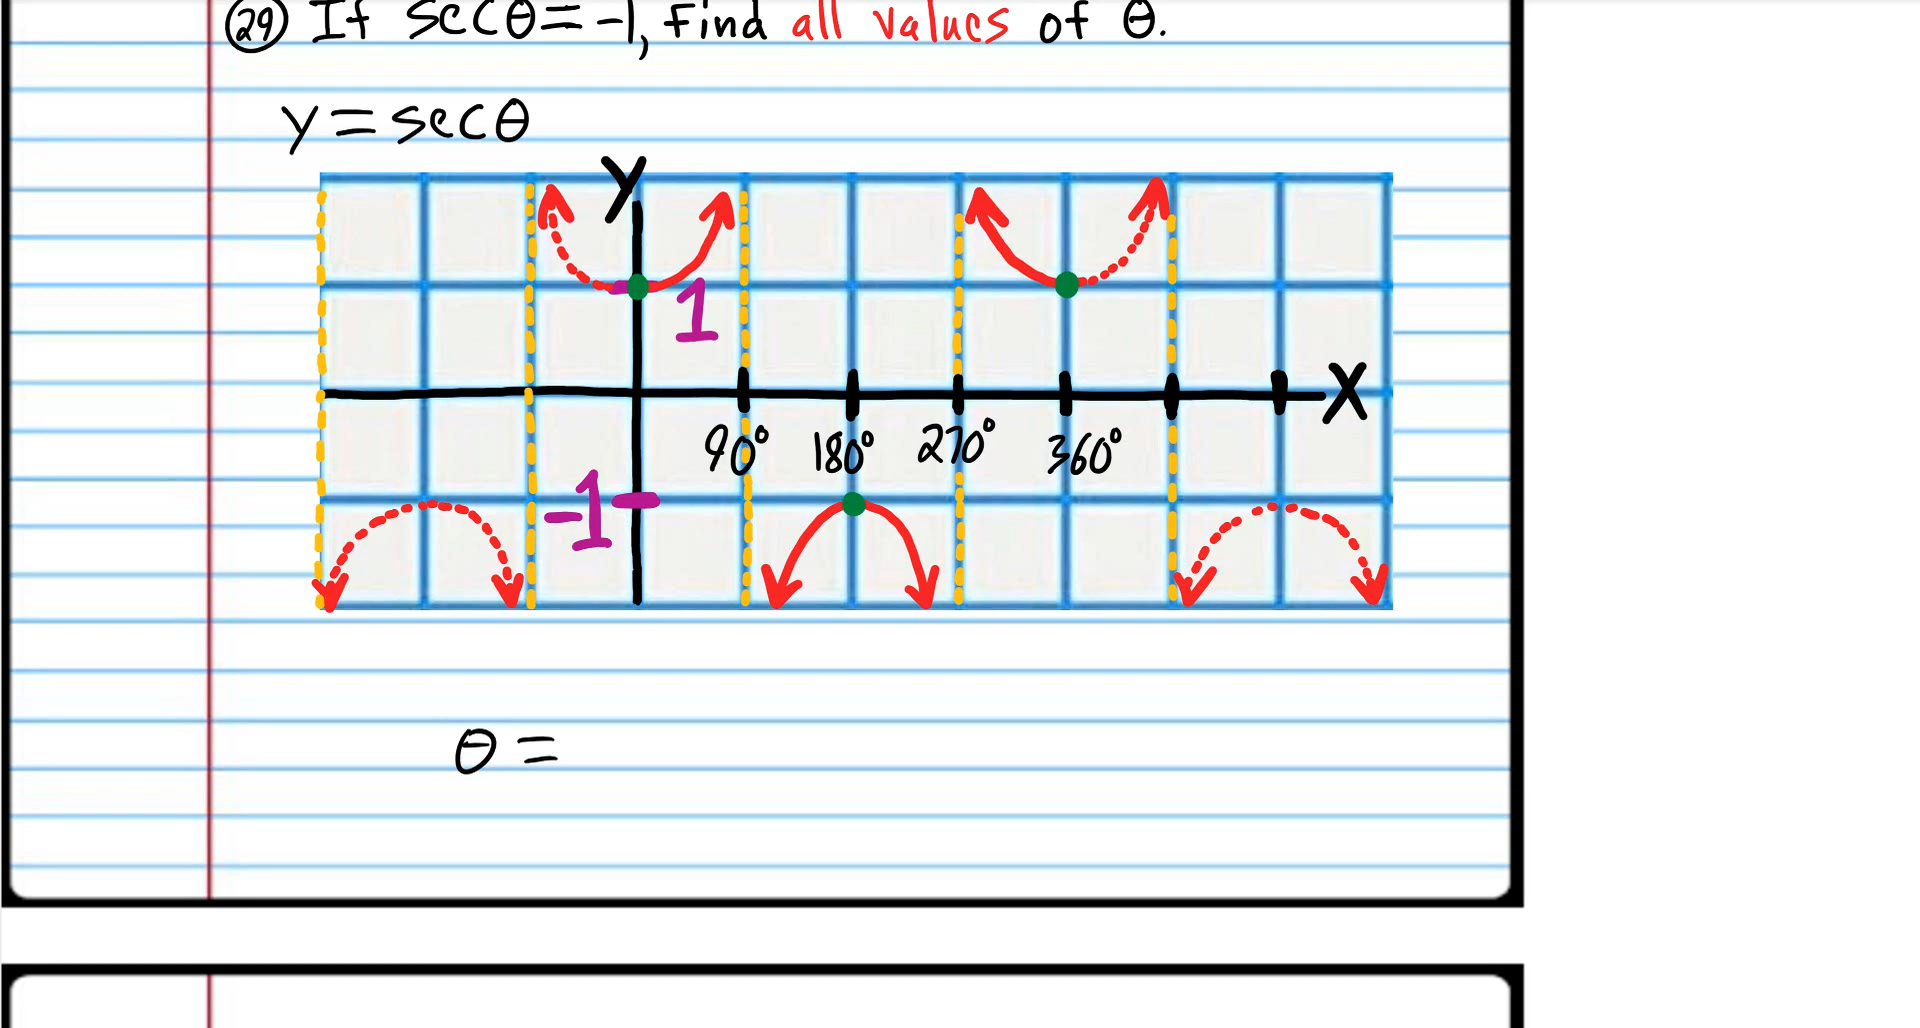 29 If secθ=-1, Find all values of θ.
y=secθ
Y
1
X
90° 180° 270° 360°
-1
θ=